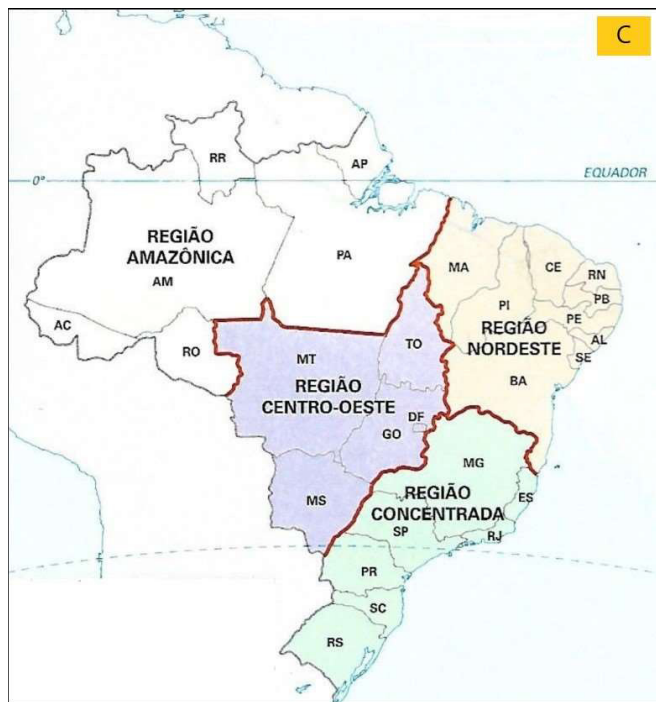 C
RR
AP
EQUADOR
0°
REGIÃO
AMAZÔNICA
AM
PA
MA
CE
RN
PB
PI
PE
AL
SE
REGIÃO
NORDESTE
BA
AC
RO
MT
TO
REGIÃO
CENTRO-OESTE
DF
GO
MG
MS
REGIÃO
CONCENTRADA
ES
SP
RJ
PR
SC
RS